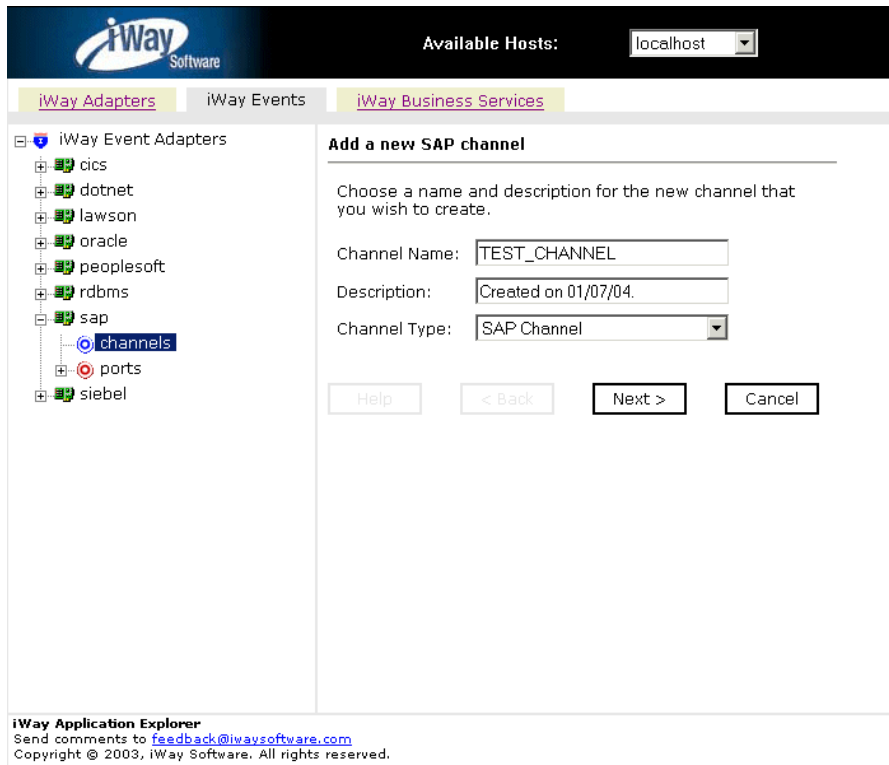 iWay
Software
Available Hosts:
localhost
iWay Adapters
iWay Events
iWay Business Services
iWay Event Adapters
cics
dotnet
lawson
oracle
peoplesoft
rdbms
sap
channels
ports
siebel
Add a new SAP channel
Choose a name and description for the new channel that
you wish to create.
Channel Name: TEST_CHANNEL
Description: Created on 01/07/04.
Channel Type: SAP Channel
Help
< Back
Next >
Cancel
iWay Application Explorer
Send comments to feedback@iwaysoftware.com
Copyright © 2003, iWay Software. All rights reserved.